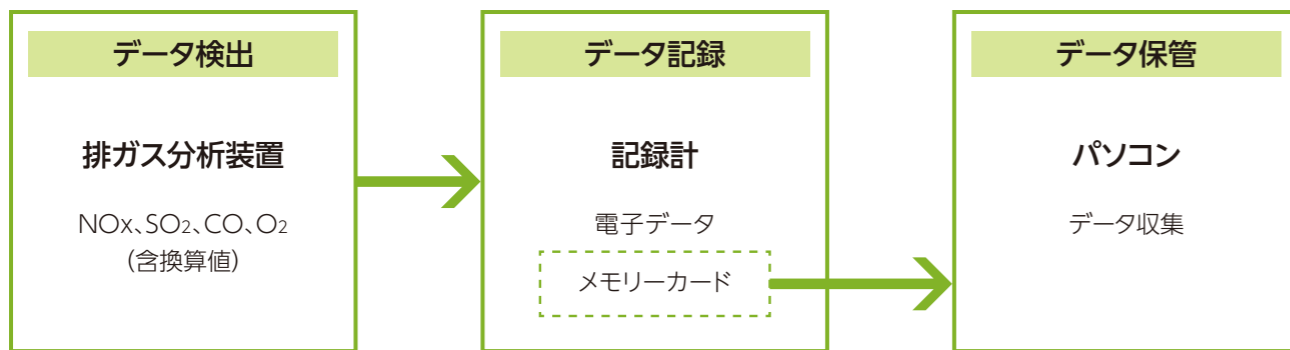 データ検出
排ガス分析装置
NOx、SO2、CO、O2
(含換算値)
データ記録
記録計
電子データ
メモリーカード
データ保管
パソコン
データ収集